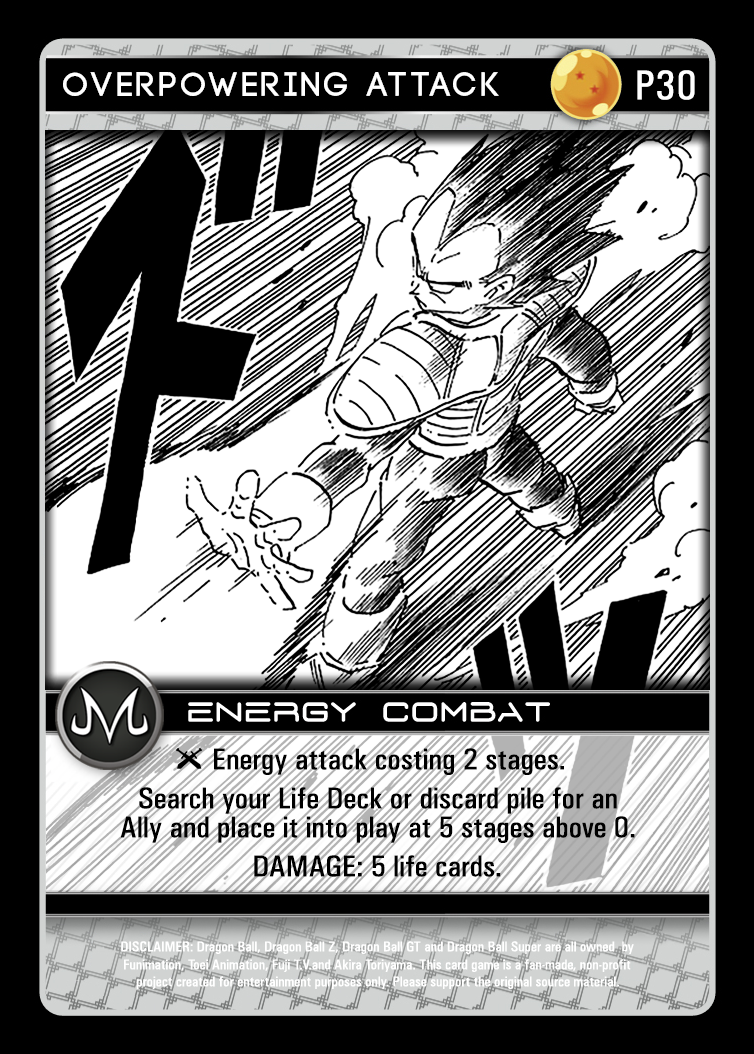 OVERPOWERING ATTACK P30
ENERGY COMBAT
Energy attack costing 2 stages.
Search your Life Deck or discard pile for an
Ally and place it into play at 5 stages above 0.
DAMAGE: 5 life cards.
DISCLAIMER: Dragon Ball, Dragon Ball Z, Dragon Ball GT and Dragon Ball Super are all owned by
Funimation, Toei Animation, Fuji T.V.and Akira Toriyama. This card game is a fan-made, non-profit
project created for entertainment purposes only. Please support the original source material.